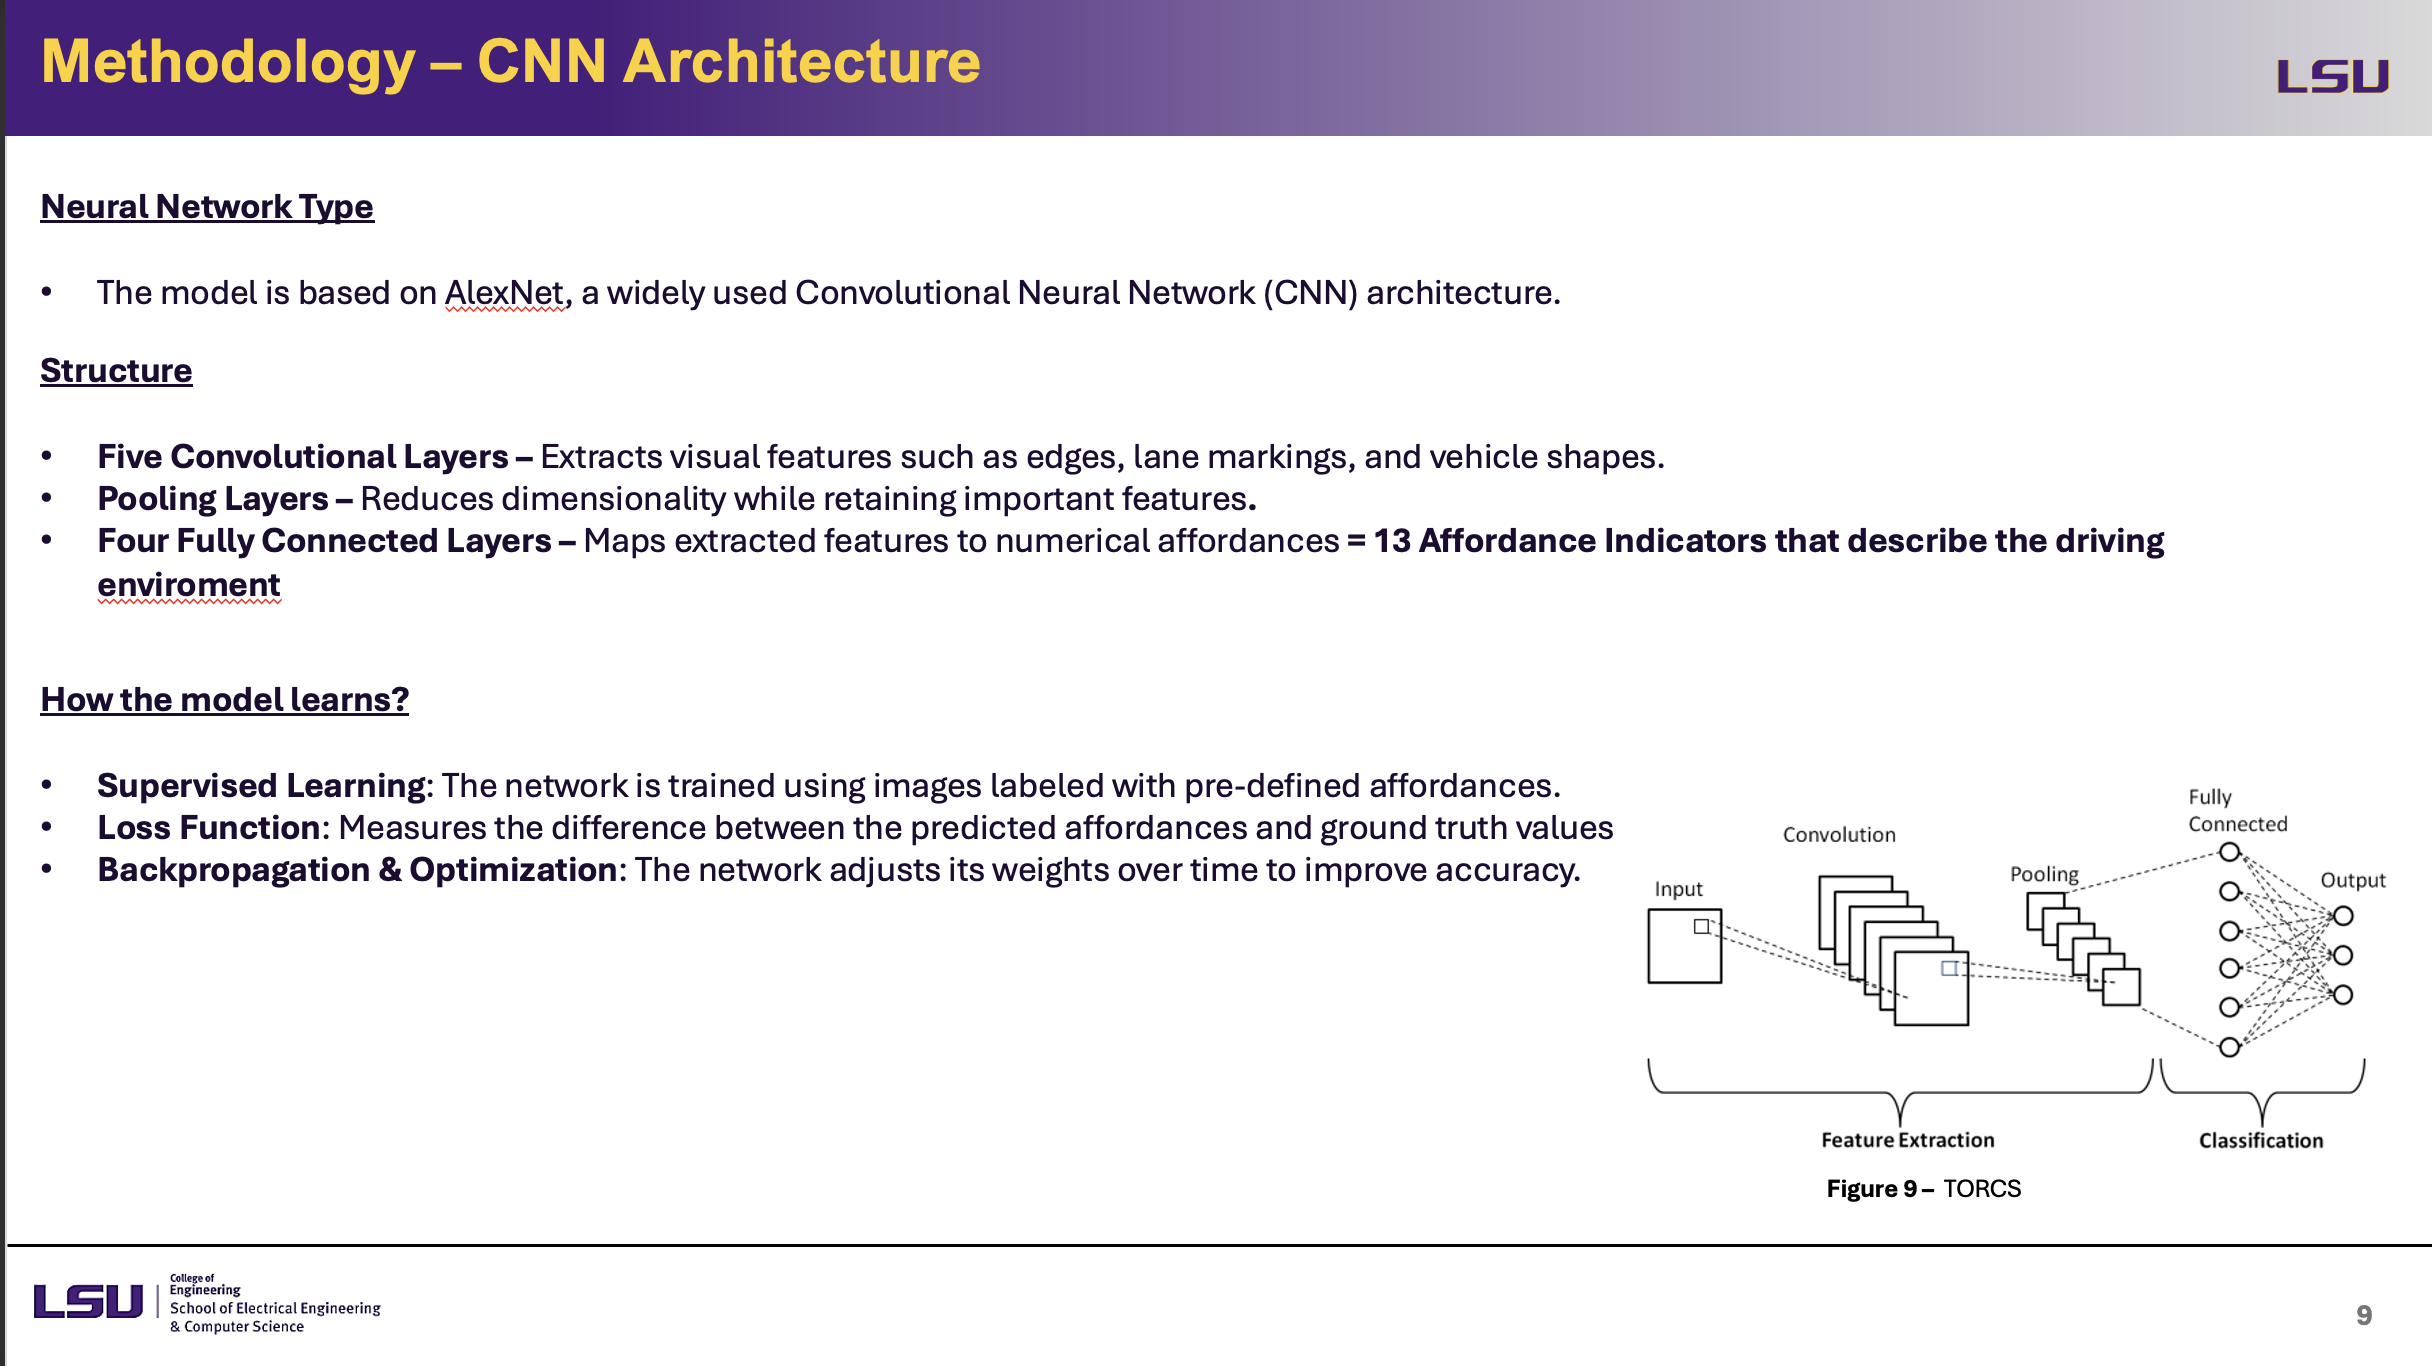 Methodology – CNN Architecture
LSU
Neural Network Type
• The model is based on AlexNet, a widely used Convolutional Neural Network (CNN) architecture.
Structure
• Five Convolutional Layers – Extracts visual features such as edges, lane markings, and vehicle shapes.
• Pooling Layers – Reduces dimensionality while retaining important features.
• Four Fully Connected Layers – Maps extracted features to numerical affordances = 13 Affordance Indicators that describe the driving
enviroment
How the model learns?
• Supervised Learning: The network is trained using images labeled with pre-defined affordances.
• Loss Function: Measures the difference between the predicted affordances and ground truth values
• Backpropagation & Optimization: The network adjusts its weights over time to improve accuracy.
Input
Convolution
Pooling
Fully
Connected
Output
Feature Extraction
Classification
Figure 9 – TORCS
LSU
College of
Engineering
School of Electrical Engineering
& Computer Science
9